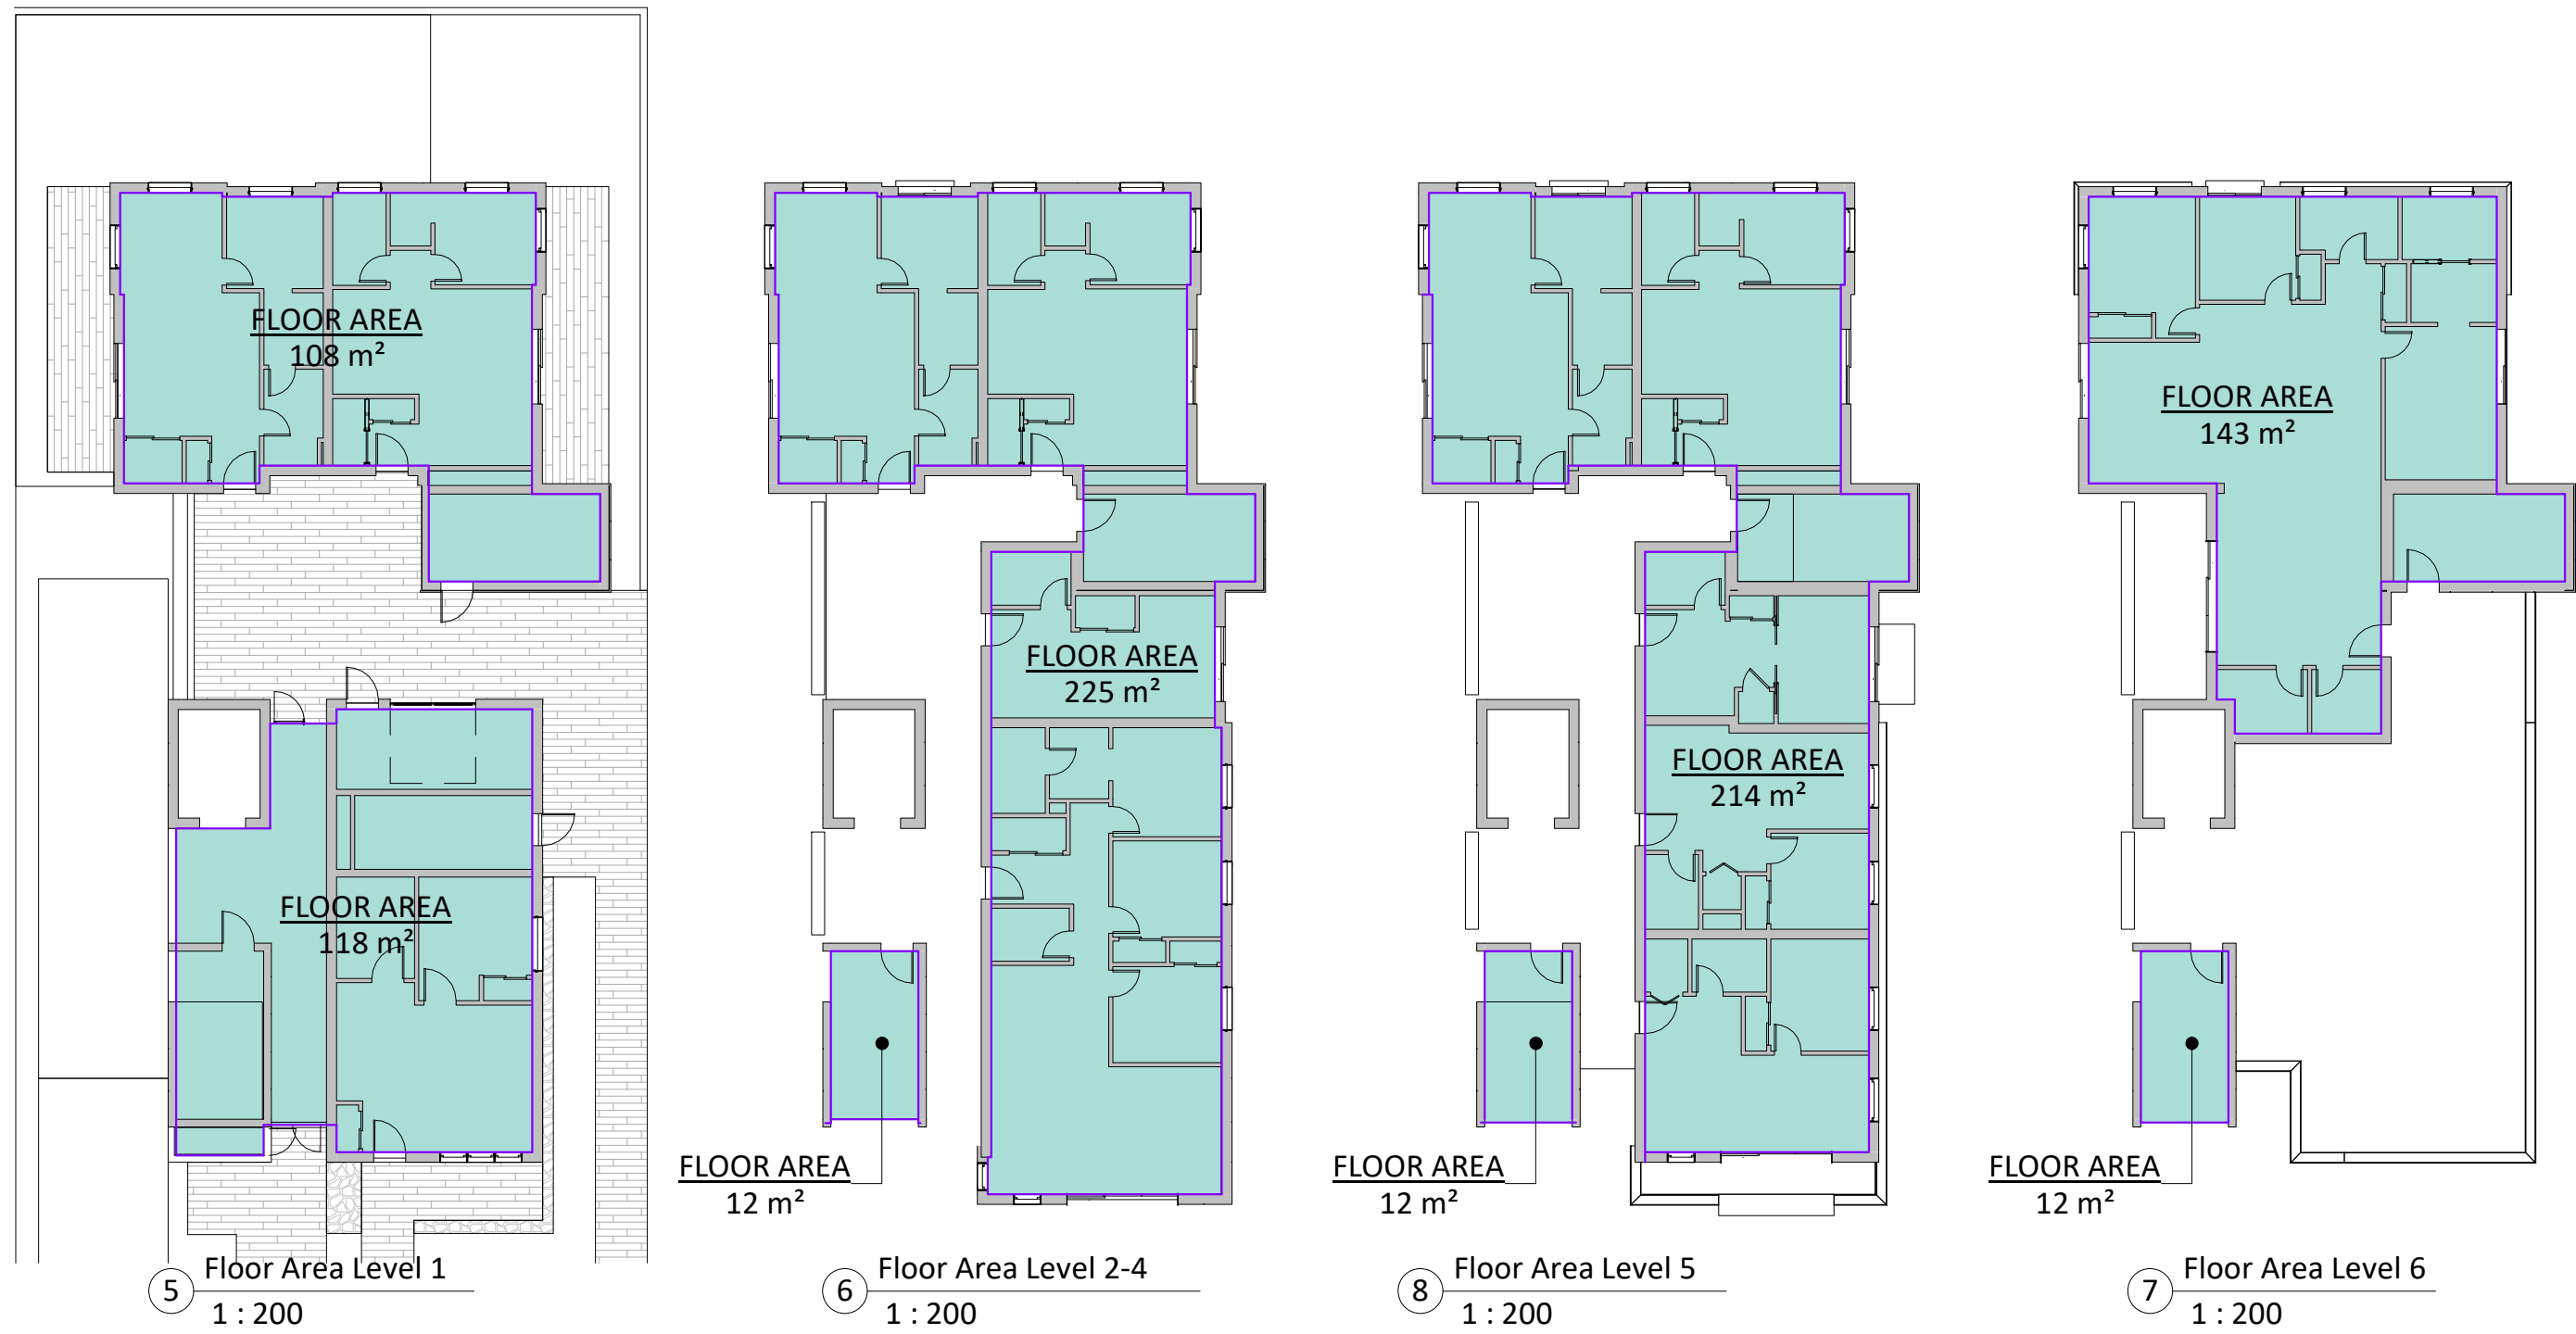 FLOOR AREA
108 m²
FLOOR AREA
118 m²
5
Floor Area Level 1
1 : 200
FLOOR AREA
225 m²
FLOOR AREA
12 m²
6
Floor Area Level 2-4
1 : 200
FLOOR AREA
214 m²
FLOOR AREA
12 m²
8
Floor Area Level 5
1 : 200
FLOOR AREA
143 m²
FLOOR AREA
12 m²
7
Floor Area Level 6
1 : 200